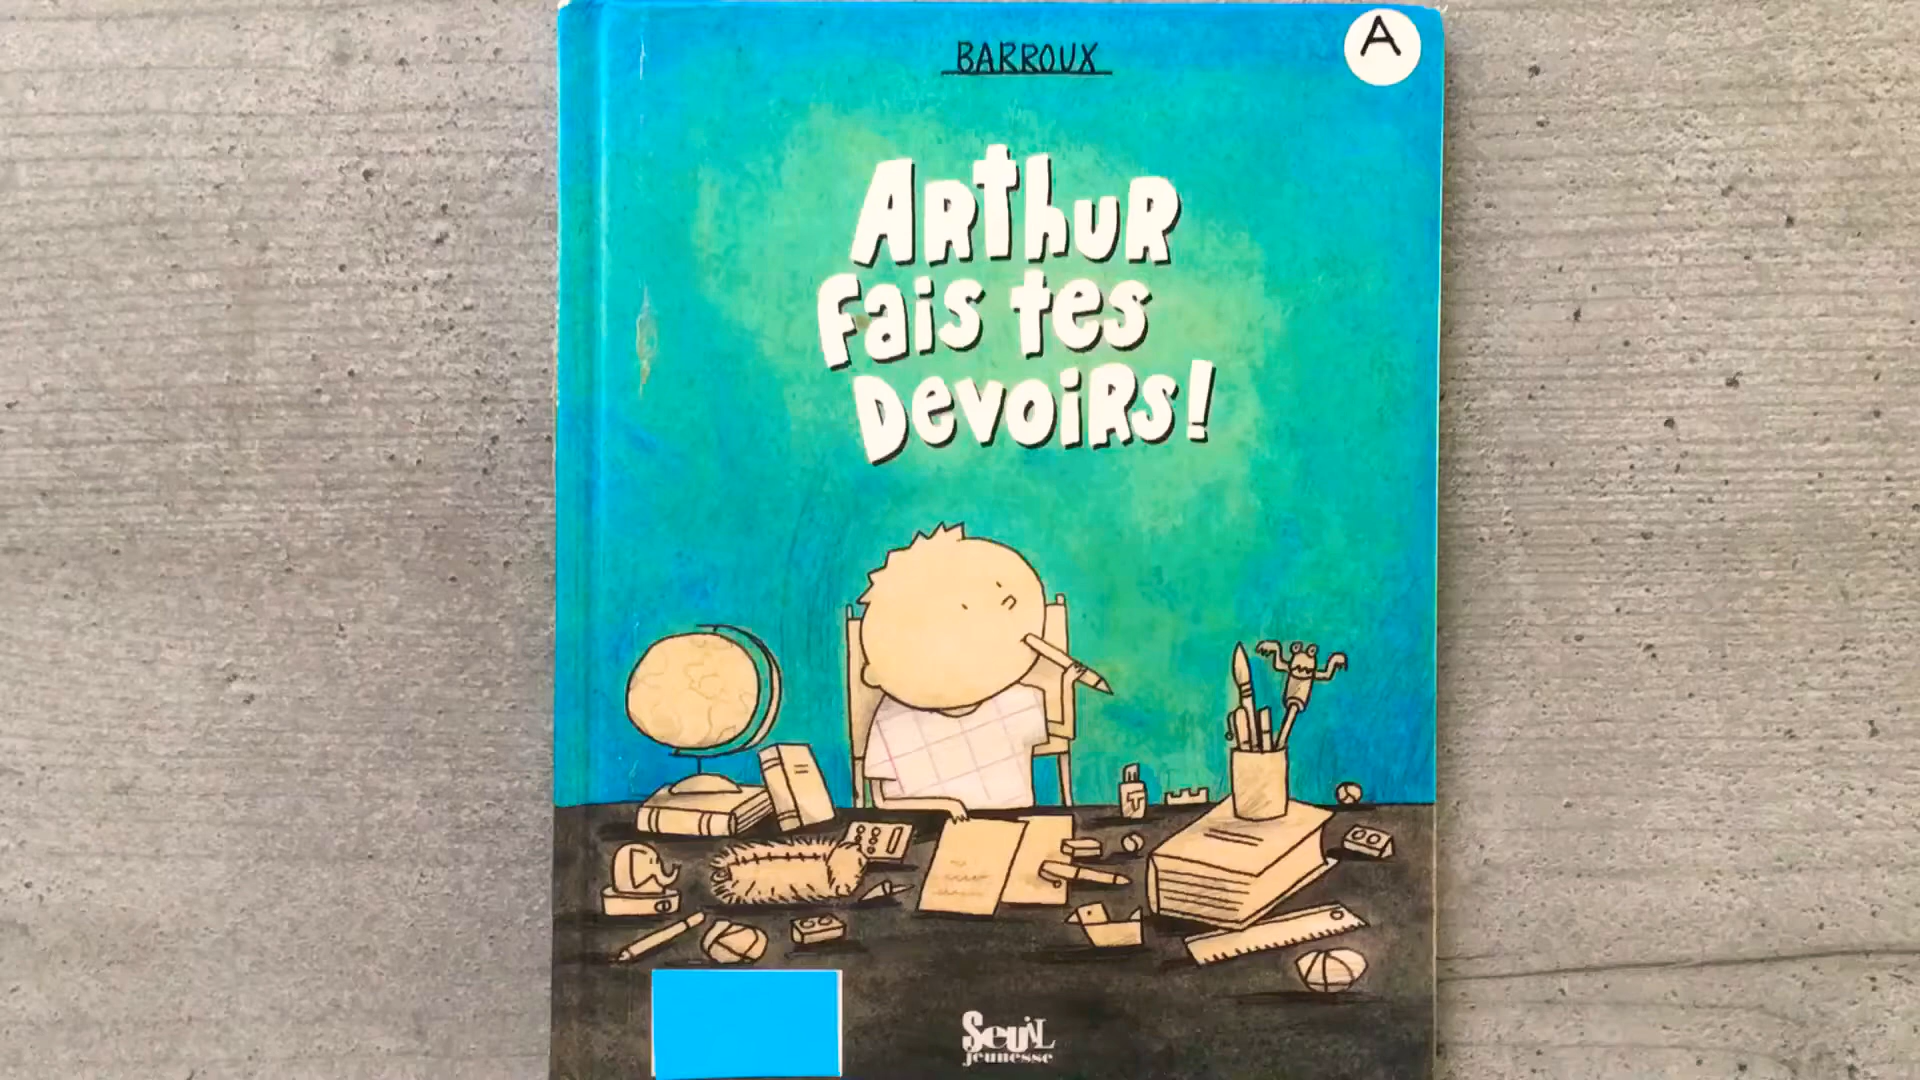 BARROUX
A
ARTHUR
Fais tes
DEVOIRS!
SEUIL
jeunesse